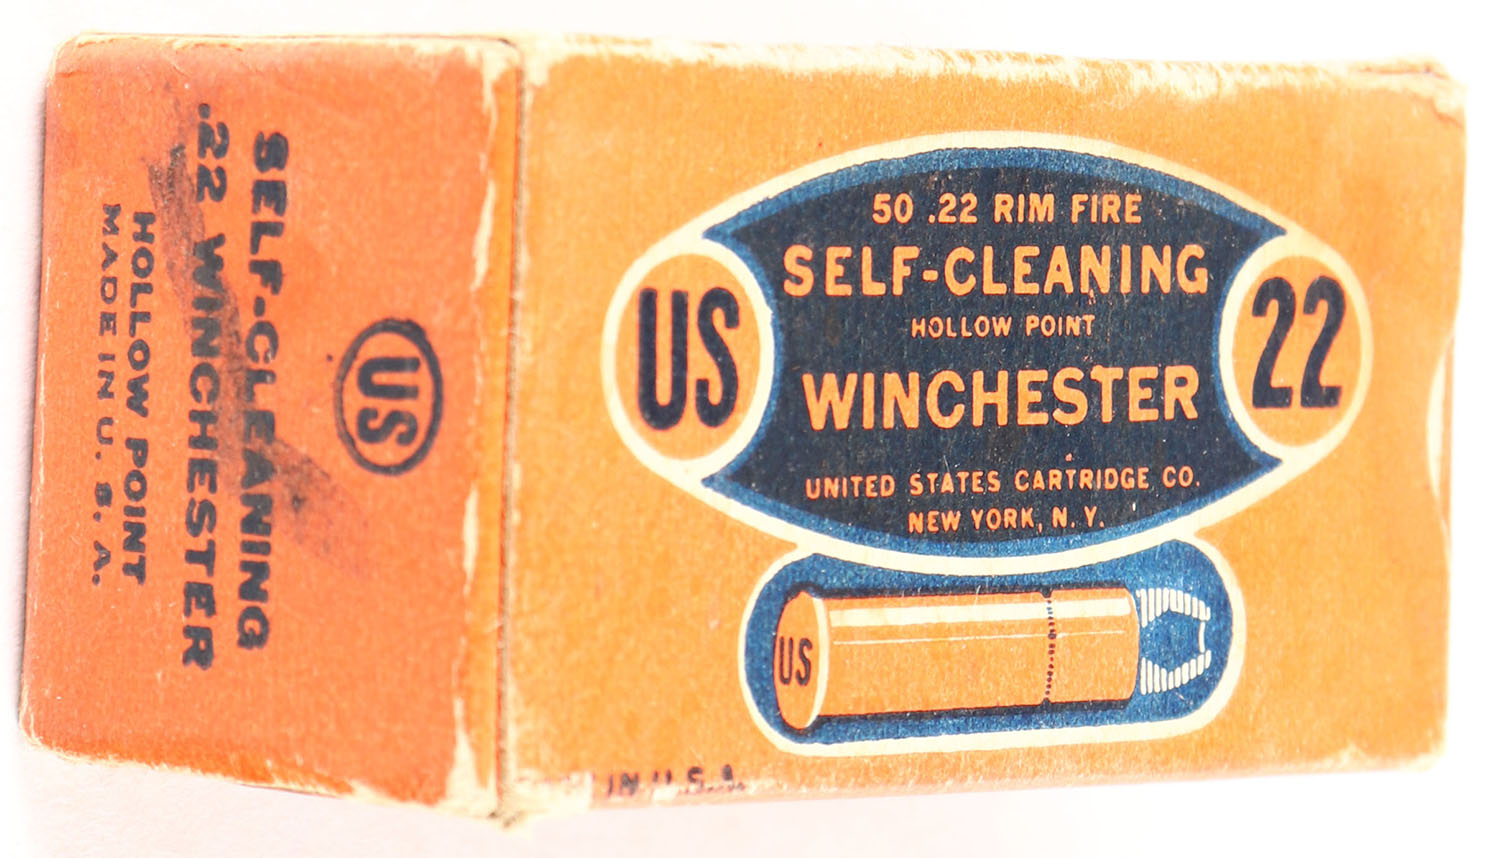 US
SELF-CLEANING
.22 WINCHESTER
HOLLOW POINT
MADE IN U.S.A.
50 .22 RIM FIRE
SELF-CLEANING
HOLLOW POINT
WINCHESTER
UNITED STATES CARTRIDGE CO.
NEW YORK, N.Y.
US
22
US
IN U.S.A.